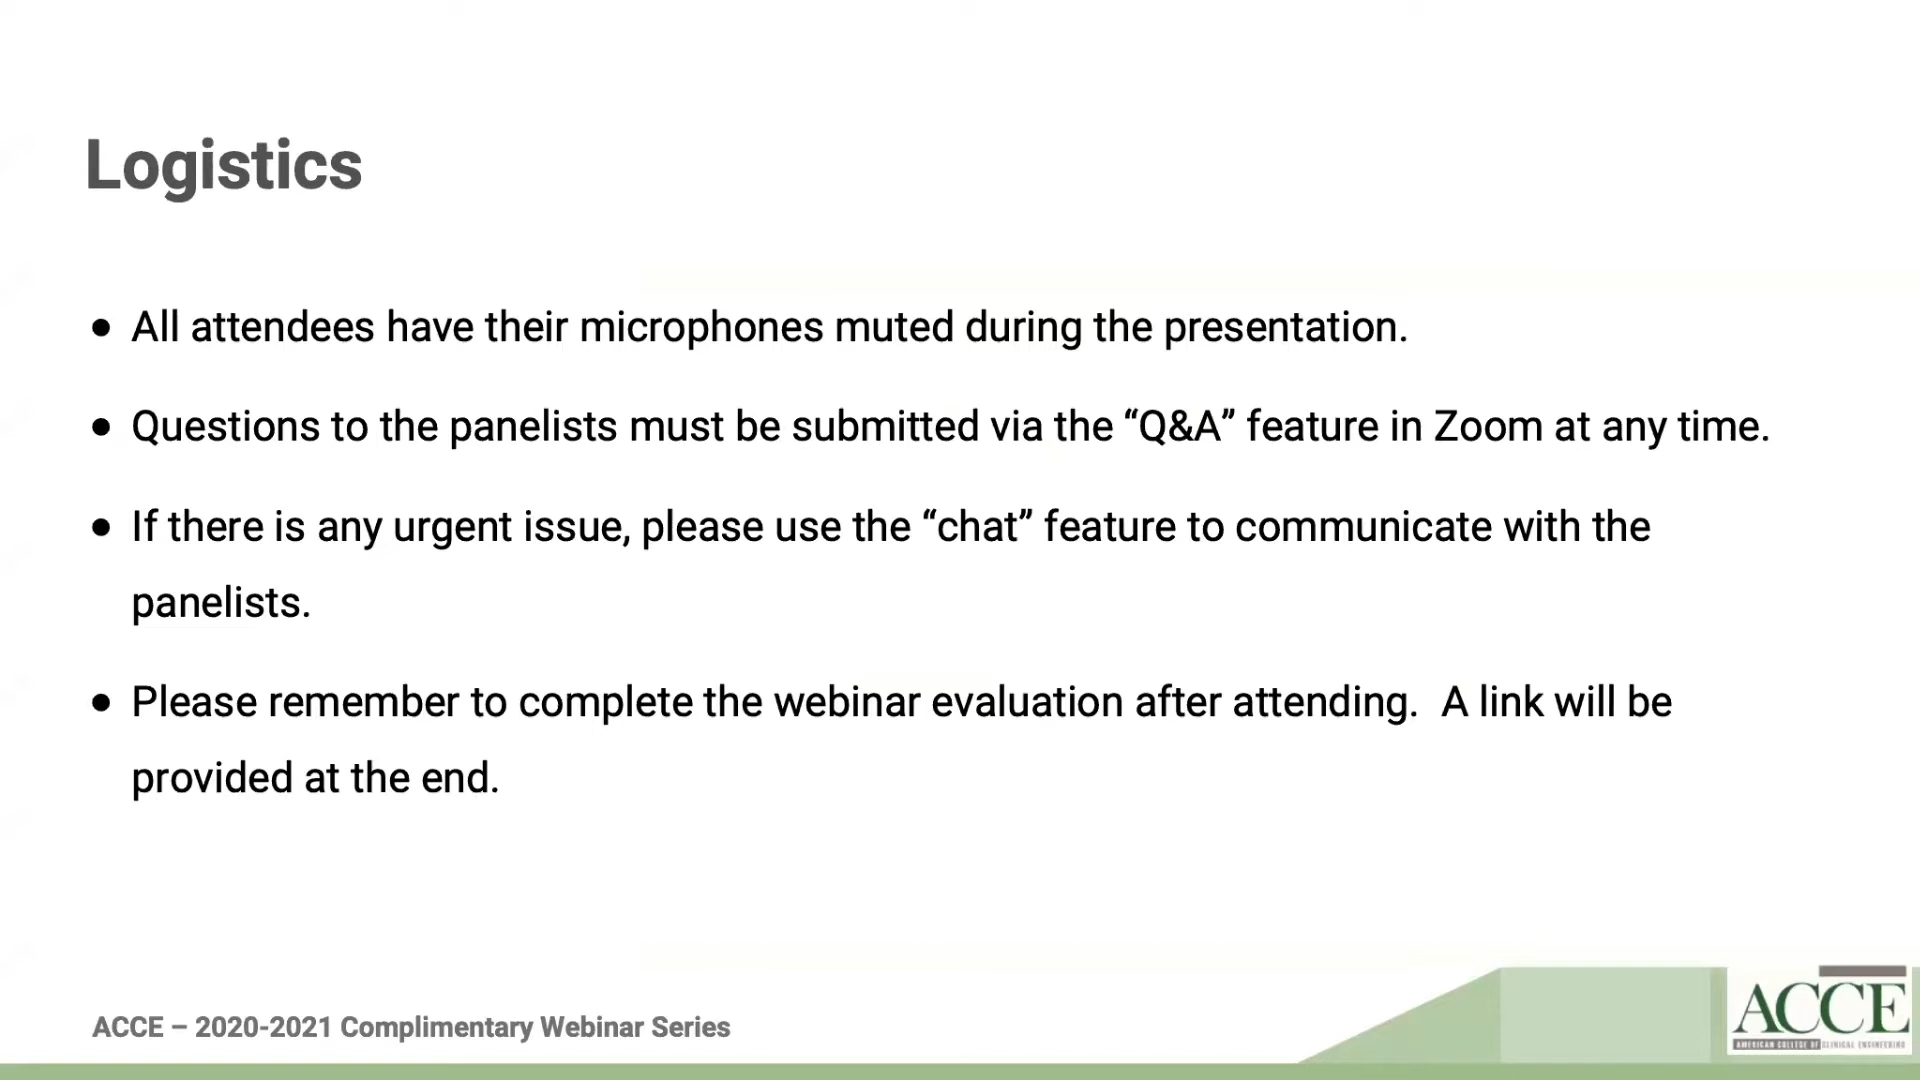 Logistics
● All attendees have their microphones muted during the presentation.
● Questions to the panelists must be submitted via the “Q&A” feature in Zoom at any time.
● If there is any urgent issue, please use the “chat” feature to communicate with the
panelists.
● Please remember to complete the webinar evaluation after attending.  A link will be
provided at the end.
ACCE – 2020-2021 Complimentary Webinar Series
ACCE
AMERICAN COLLEGE OF CLINICAL ENGINEERING